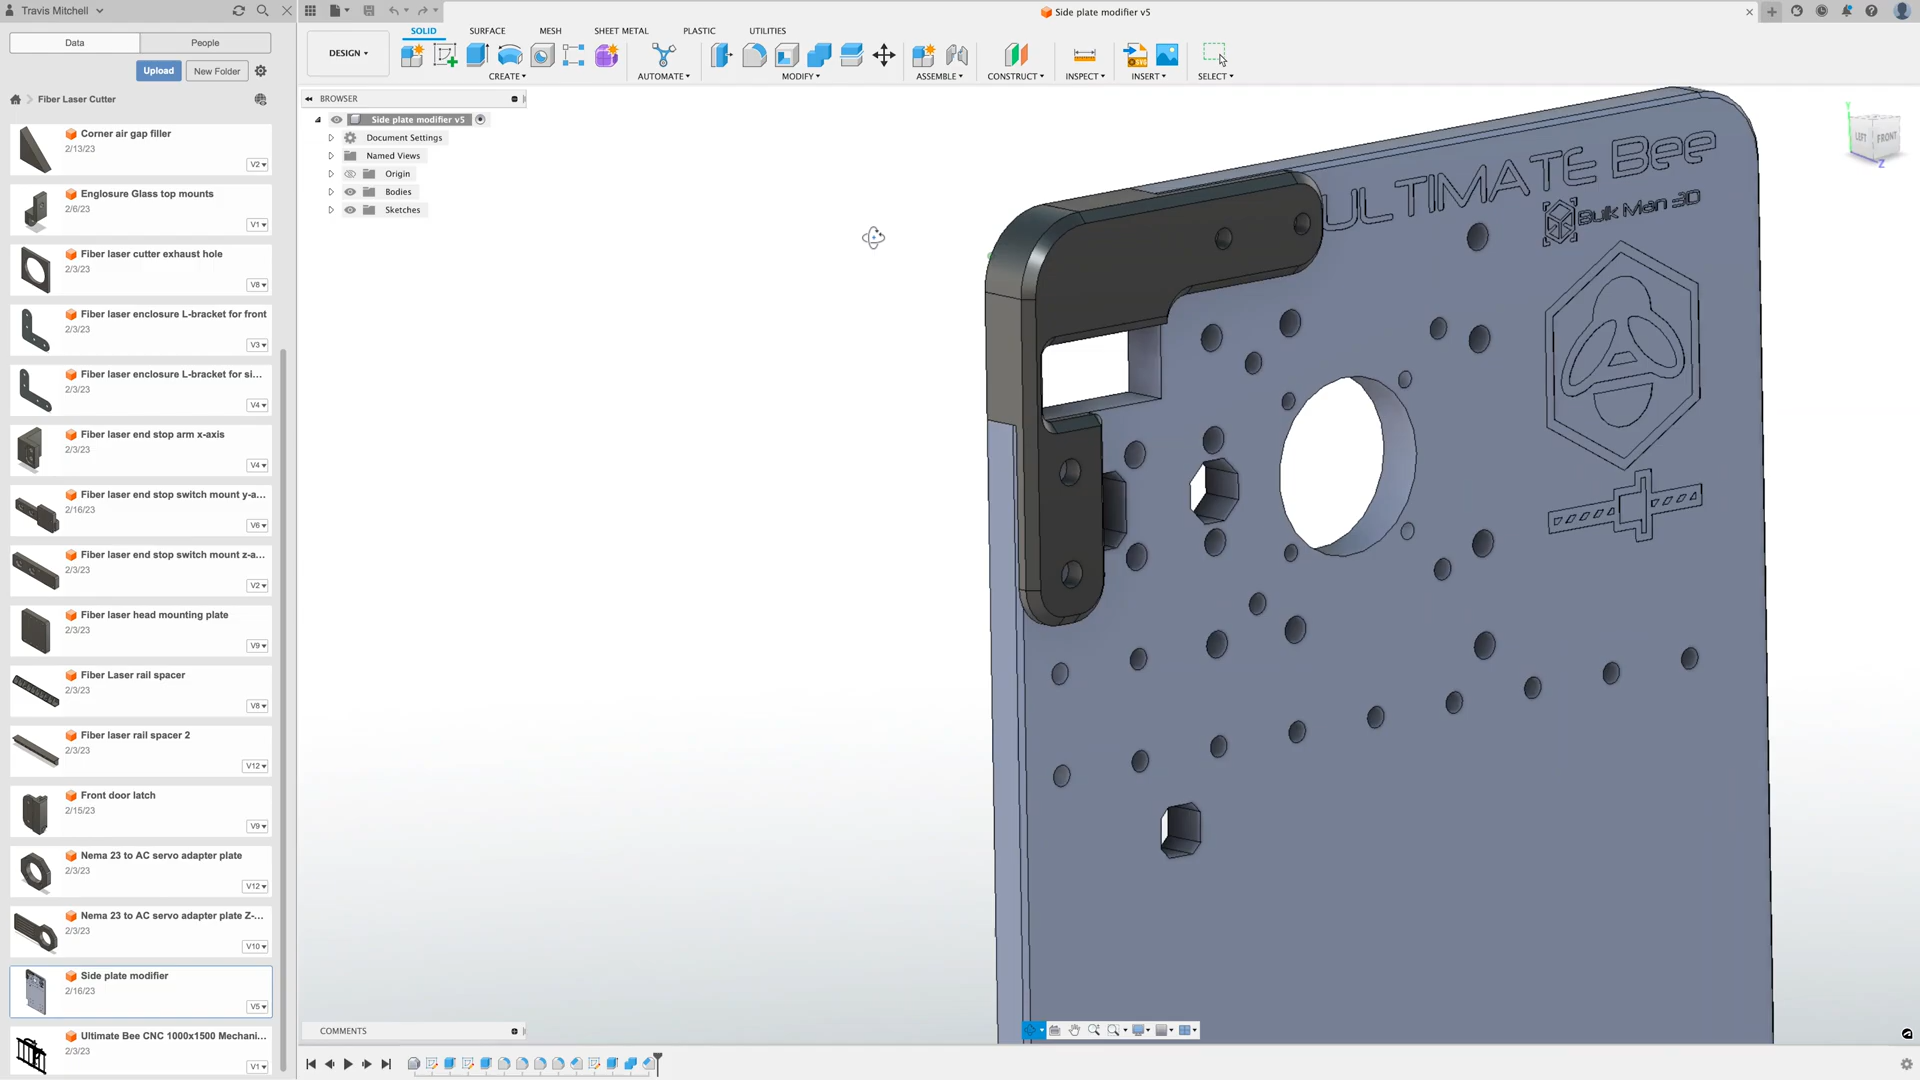 Travis Mitchell
Side plate modifier v5
Data
People
Upload
New Folder
Fiber Laser Cutter
DESIGN
SOLID
SURFACE
MESH
SHEET METAL
PLASTIC
UTILITIES
CREATE
AUTOMATE
MODIFY
ASSEMBLE
CONSTRUCT
INSPECT
INSERT
SELECT
SVG
BROWSER
Side plate modifier v5
Document Settings
Named Views
Origin
Bodies
Sketches
Corner air gap filler
2/13/23
V2
Englosure Glass top mounts
2/6/23
V1
Fiber laser cutter exhaust hole
2/3/23
V8
Fiber laser enclosure L-bracket for front
2/3/23
V3
Fiber laser enclosure L-bracket for si...
2/3/23
V4
Fiber laser end stop arm x-axis
2/3/23
V4
Fiber laser end stop switch mount y-a...
2/16/23
V6
Fiber laser end stop switch mount z-a...
2/3/23
V2
Fiber laser head mounting plate
2/3/23
V9
Fiber Laser rail spacer
2/3/23
V8
Fiber laser rail spacer 2
2/3/23
V12
Front door latch
2/15/23
V9
Nema 23 to AC servo adapter plate
2/3/23
V12
Nema 23 to AC servo adapter plate Z-...
2/3/23
V10
Side plate modifier
2/16/23
V5
Ultimate Bee CNC 1000x1500 Mechani...
2/3/23
V1
ULTIMATE Bee
Bulk Man 3D
Y
LEFT
FRONT
Z
COMMENTS